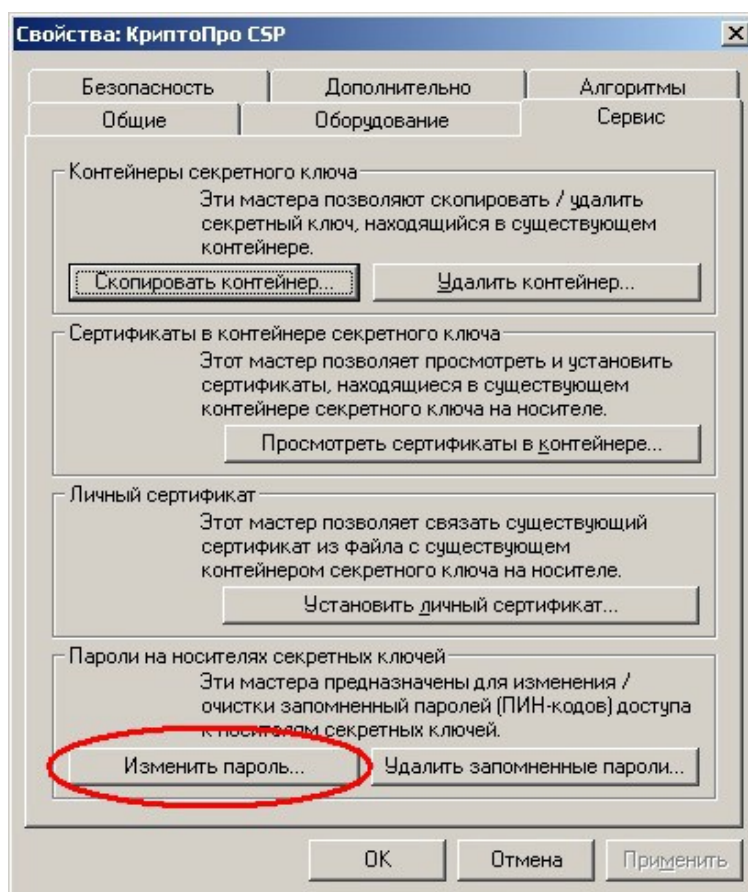 Свойства: КриптоПро CSP
Безопасность Дополнительно Алгоритмы
Общие Оборудование Сервис
Контейнеры секретного ключа
Эти мастера позволяют скопировать / удалить
секретный ключ, находящийся в существующем
контейнере.
Скопировать контейнер... Удалить контейнер...
Сертификаты в контейнере секретного ключа
Этот мастер позволяет просмотреть и установить
сертификаты, находящиеся в существующем
контейнере секретного ключа на носителе.
Просмотреть сертификаты в контейнере...
Личный сертификат
Этот мастер позволяет связать существующий
сертификат из файла с существующем
контейнером секретного ключа на носителе.
Установить личный сертификат...
Пароли на носителях секретных ключей
Эти мастера предназначены для изменения /
очистки запомненный паролей (ПИН-кодов) доступа
к носителям секретных ключей.
Изменить пароль... Удалить запомненные пароли...
OK Отмена Применить